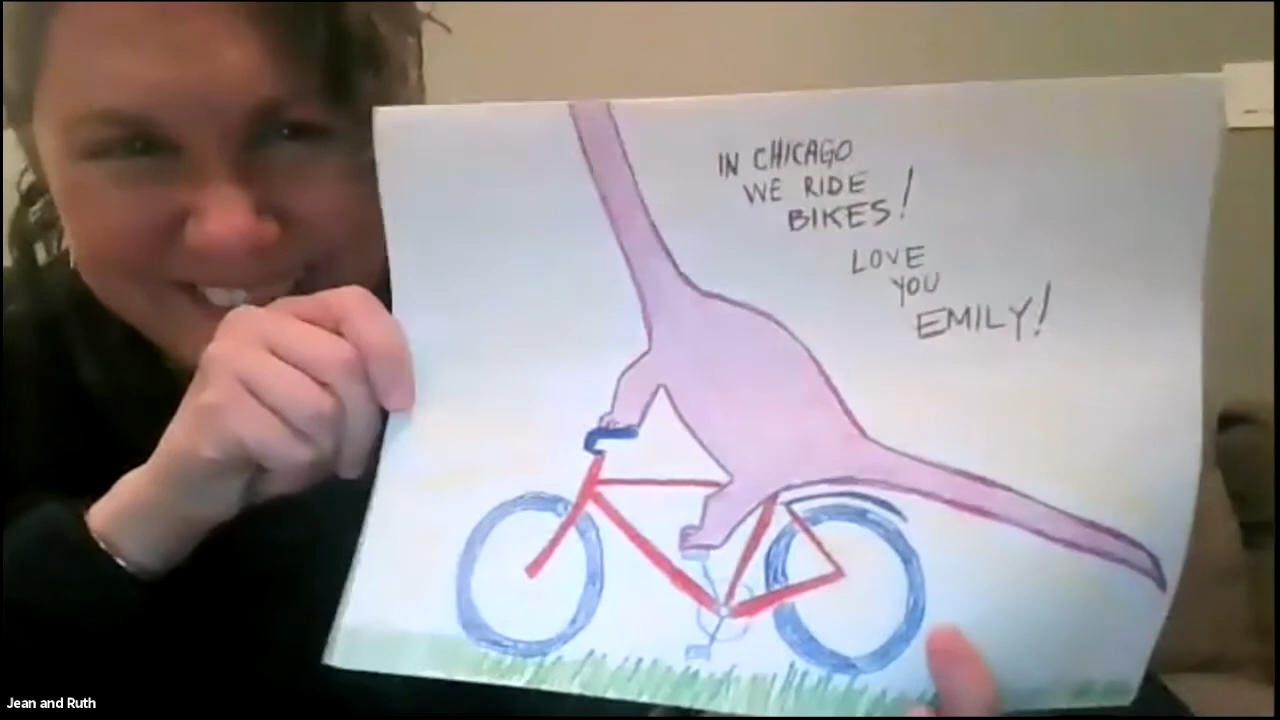 IN CHICAGO
WE RIDE
BIKES!
LOVE
YOU
EMILY!
Jean and Ruth